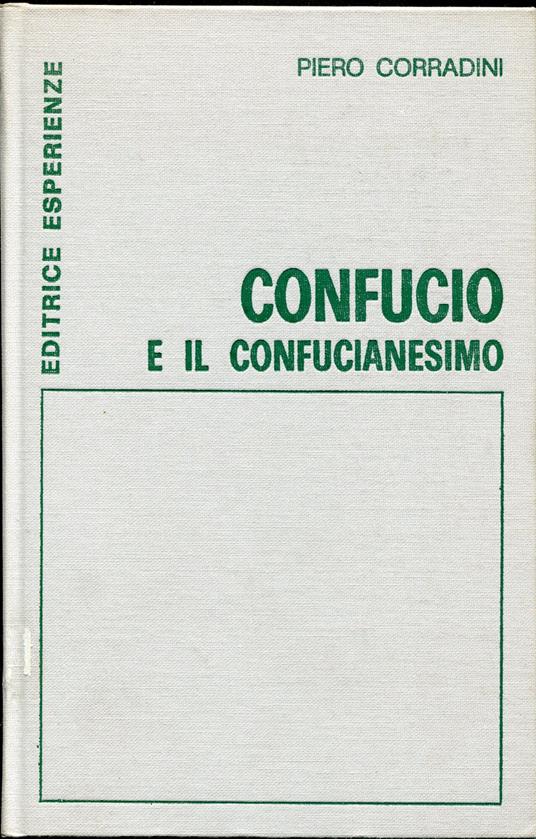 PIERO CORRADINI
EDITRICE ESPERIENZE
CONFUCIO
E IL CONFUCIANESIMO